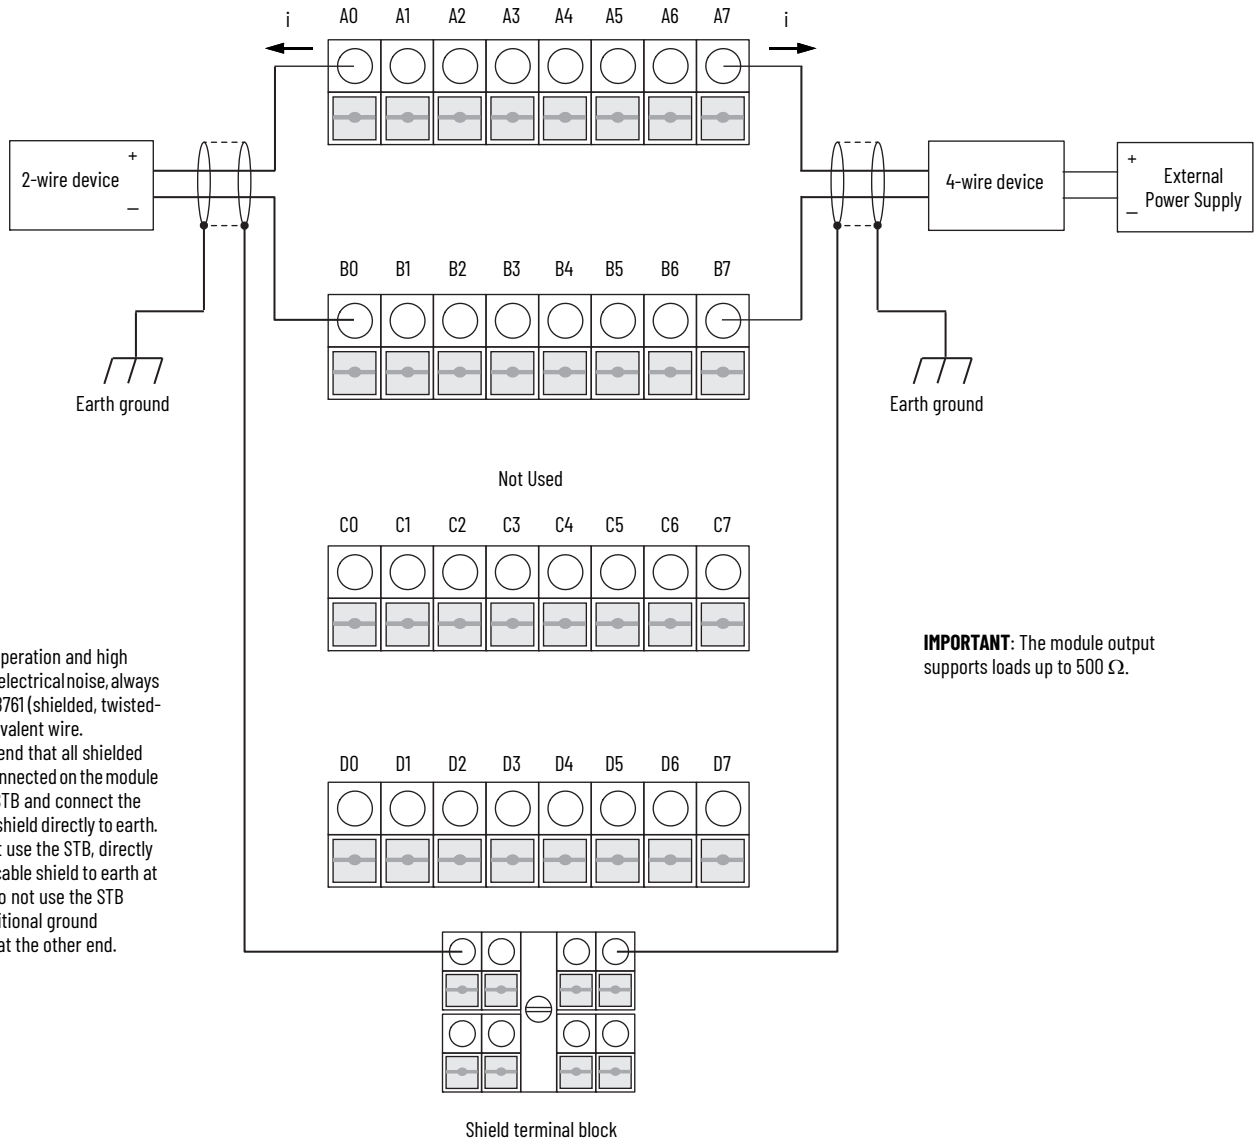 i A0 A1 A2 A3 A4 A5 A6 A7 i
+
2-wire device
–
4-wire device
+
External
Power Supply
–
B0 B1 B2 B3 B4 B5 B6 B7
Earth ground
Earth ground
Not Used
C0 C1 C2 C3 C4 C5 C6 C7
peration and high
electrical noise, always
3761 (shielded, twisted-
valent wire.
end that all shielded
nnected on the module
STB and connect the
shield directly to earth.
t use the STB, directly
cable shield to earth at
o not use the STB
itional ground
at the other end.
IMPORTANT: The module output
supports loads up to 500 Ω.
D0 D1 D2 D3 D4 D5 D6 D7
Shield terminal block